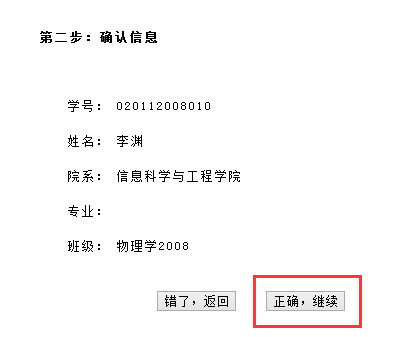 第二步：确认信息
学号： 020112008010
姓名： 李渊
院系： 信息科学与工程学院
专业：
班级： 物理学2008
错了，返回 正确，继续